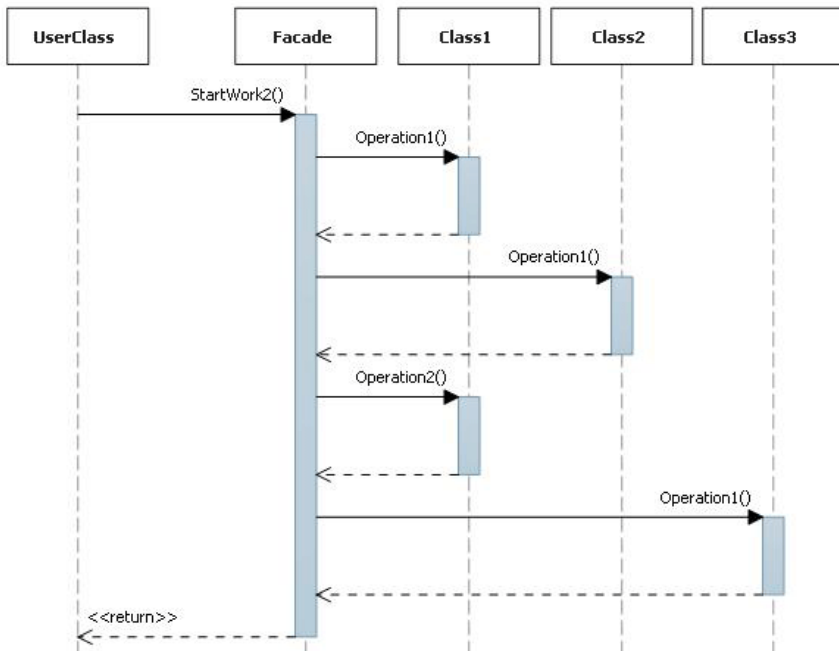 UserClass
Facade
Class1
Class2
Class3
StartWork2()
Operation1()
Operation1()
Operation2()
Operation1()
<<return>>